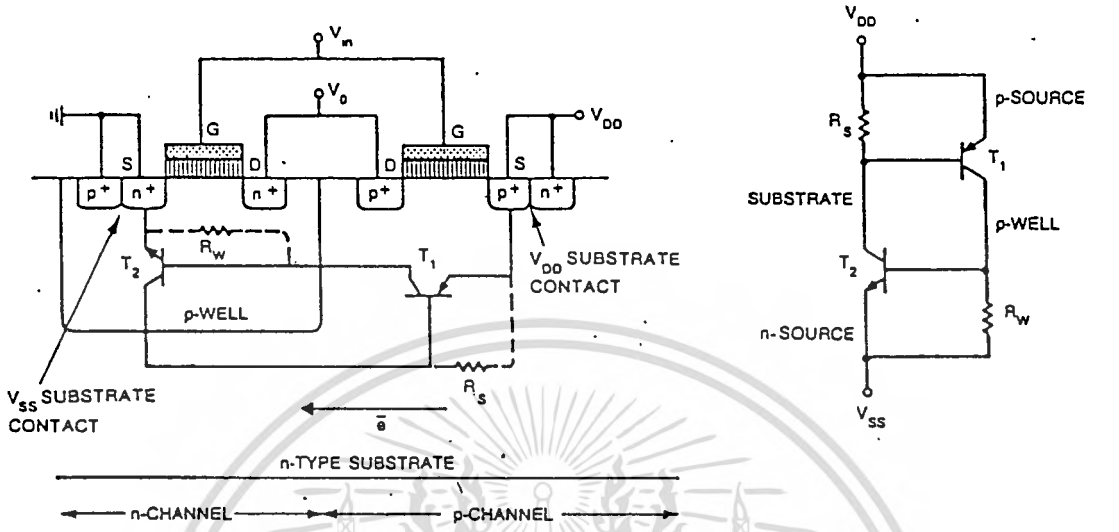 V_in
V_0
G
G
V_DD
S
D
D
S
p+
n+
n+
p+
p+
n+
R_W
T_2
T_1
V_DD SUBSTRATE
CONTACT
p-WELL
R_S
V_SS SUBSTRATE
CONTACT
e̅
n-TYPE SUBSTRATE
n-CHANNEL
p-CHANNEL
V_DD
p-SOURCE
R_S
T_1
SUBSTRATE
p-WELL
T_2
R_W
n-SOURCE
V_SS